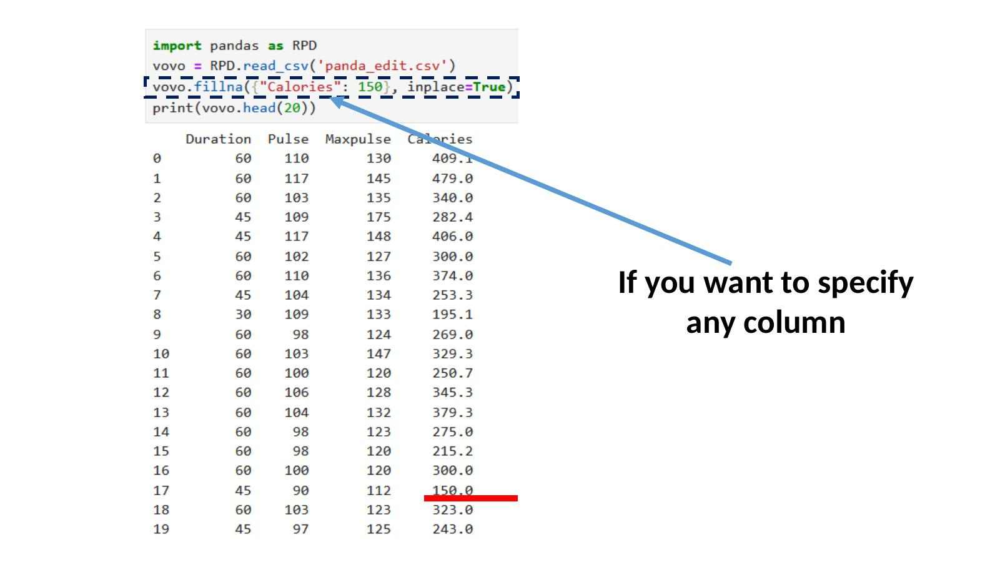 import pandas as RPD
vovo = RPD.read_csv('panda_edit.csv')
vovo.fillna({"Calories": 150}, inplace=True)
print(vovo.head(20))
Duration Pulse Maxpulse Calories
0 60 110 130 409.1
1 60 117 145 479.0
2 60 103 135 340.0
3 45 109 175 282.4
4 45 117 148 406.0
5 60 102 127 300.0
6 60 110 136 374.0
7 45 104 134 253.3
8 30 109 133 195.1
9 60 98 124 269.0
10 60 103 147 329.3
11 60 100 120 250.7
12 60 106 128 345.3
13 60 104 132 379.3
14 60 98 123 275.0
15 60 98 120 215.2
16 60 100 120 300.0
17 45 90 112 150.0
18 60 103 123 323.0
19 45 97 125 243.0
If you want to specify
any column